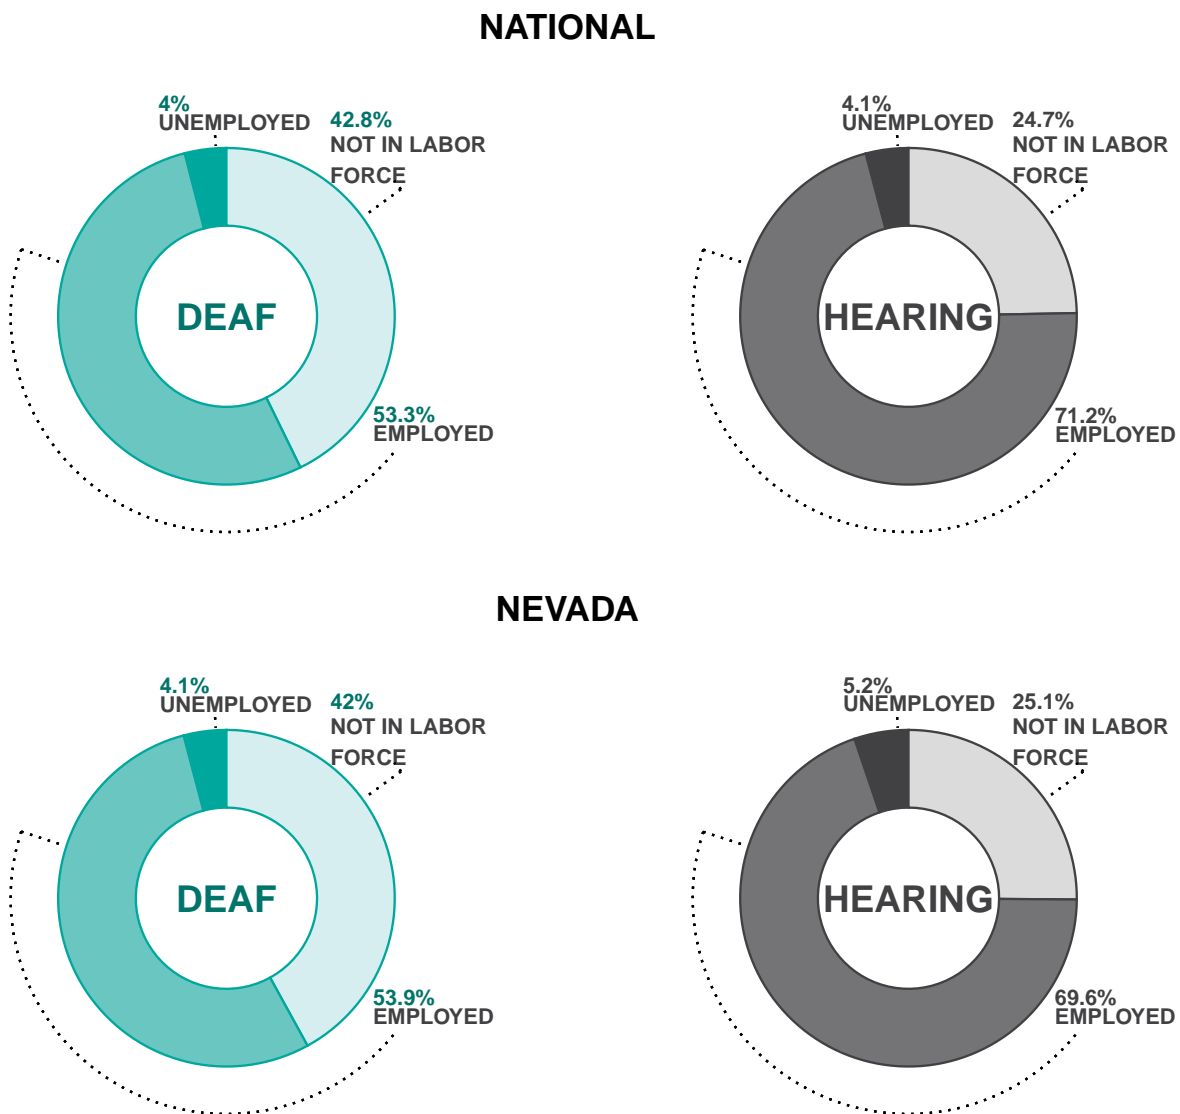 NATIONAL
4%
UNEMPLOYED
42.8%
NOT IN LABOR
FORCE
DEAF
53.3%
EMPLOYED
4.1%
UNEMPLOYED
24.7%
NOT IN LABOR
FORCE
HEARING
71.2%
EMPLOYED
NEVADA
4.1%
UNEMPLOYED
42%
NOT IN LABOR
FORCE
DEAF
53.9%
EMPLOYED
5.2%
UNEMPLOYED
25.1%
NOT IN LABOR
FORCE
HEARING
69.6%
EMPLOYED